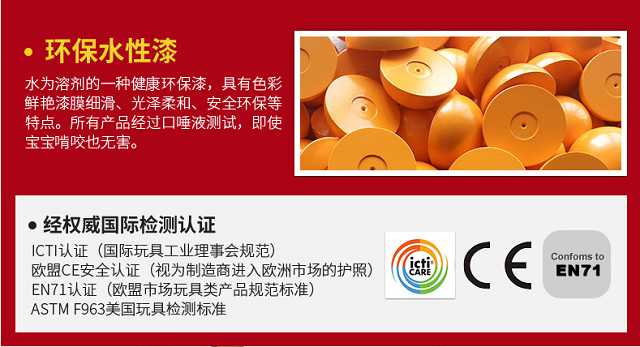 • 环保水性漆
水为溶剂的一种健康环保漆，具有色彩
鲜艳漆膜细滑、光泽柔和、安全环保等
特点。所有产品经过口唾液测试，即使
宝宝啃咬也无害。
• 经权威国际检测认证
ICTI认证（国际玩具工业理事会规范）
欧盟CE安全认证（视为制造商进入欧洲市场的护照）
EN71认证（欧盟市场玩具类产品规范标准）
ASTM F963美国玩具检测标准
icti
CARE
CE
Confoms to
EN71